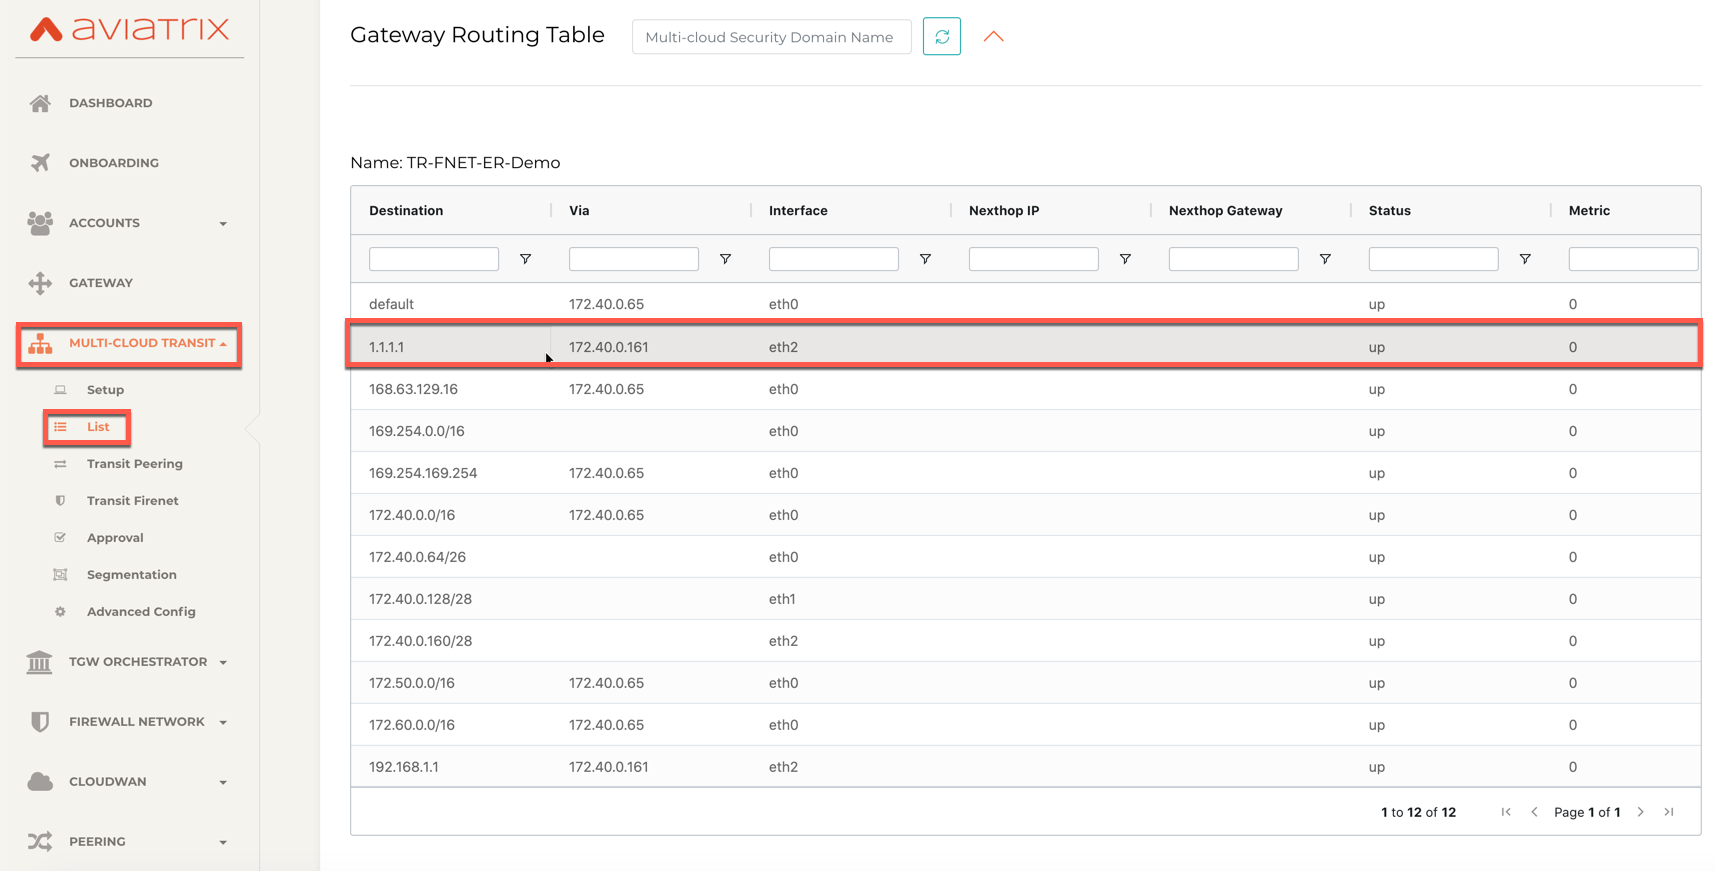 aviatrix
DASHBOARD
ONBOARDING
ACCOUNTS
GATEWAY
MULTI-CLOUD TRANSIT
Setup
List
Transit Peering
Transit Firenet
Approval
Segmentation
Advanced Config
TGW ORCHESTRATOR
FIREWALL NETWORK
CLOUDWAN
PEERING
Gateway Routing Table Multi-cloud Security Domain Name
Name: TR-FNET-ER-Demo
Destination Via Interface Nexthop IP Nexthop Gateway Status Metric
default 172.40.0.65 eth0 up 0
1.1.1.1 172.40.0.161 eth2 up 0
168.63.129.16 172.40.0.65 eth0 up 0
169.254.0.0/16 eth0 up 0
169.254.169.254 172.40.0.65 eth0 up 0
172.40.0.0/16 172.40.0.65 eth0 up 0
172.40.0.64/26 eth0 up 0
172.40.0.128/28 eth1 up 0
172.40.0.160/28 eth2 up 0
172.50.0.0/16 172.40.0.65 eth0 up 0
172.60.0.0/16 172.40.0.65 eth0 up 0
192.168.1.1 172.40.0.161 eth2 up 0
1 to 12 of 12 Page 1 of 1